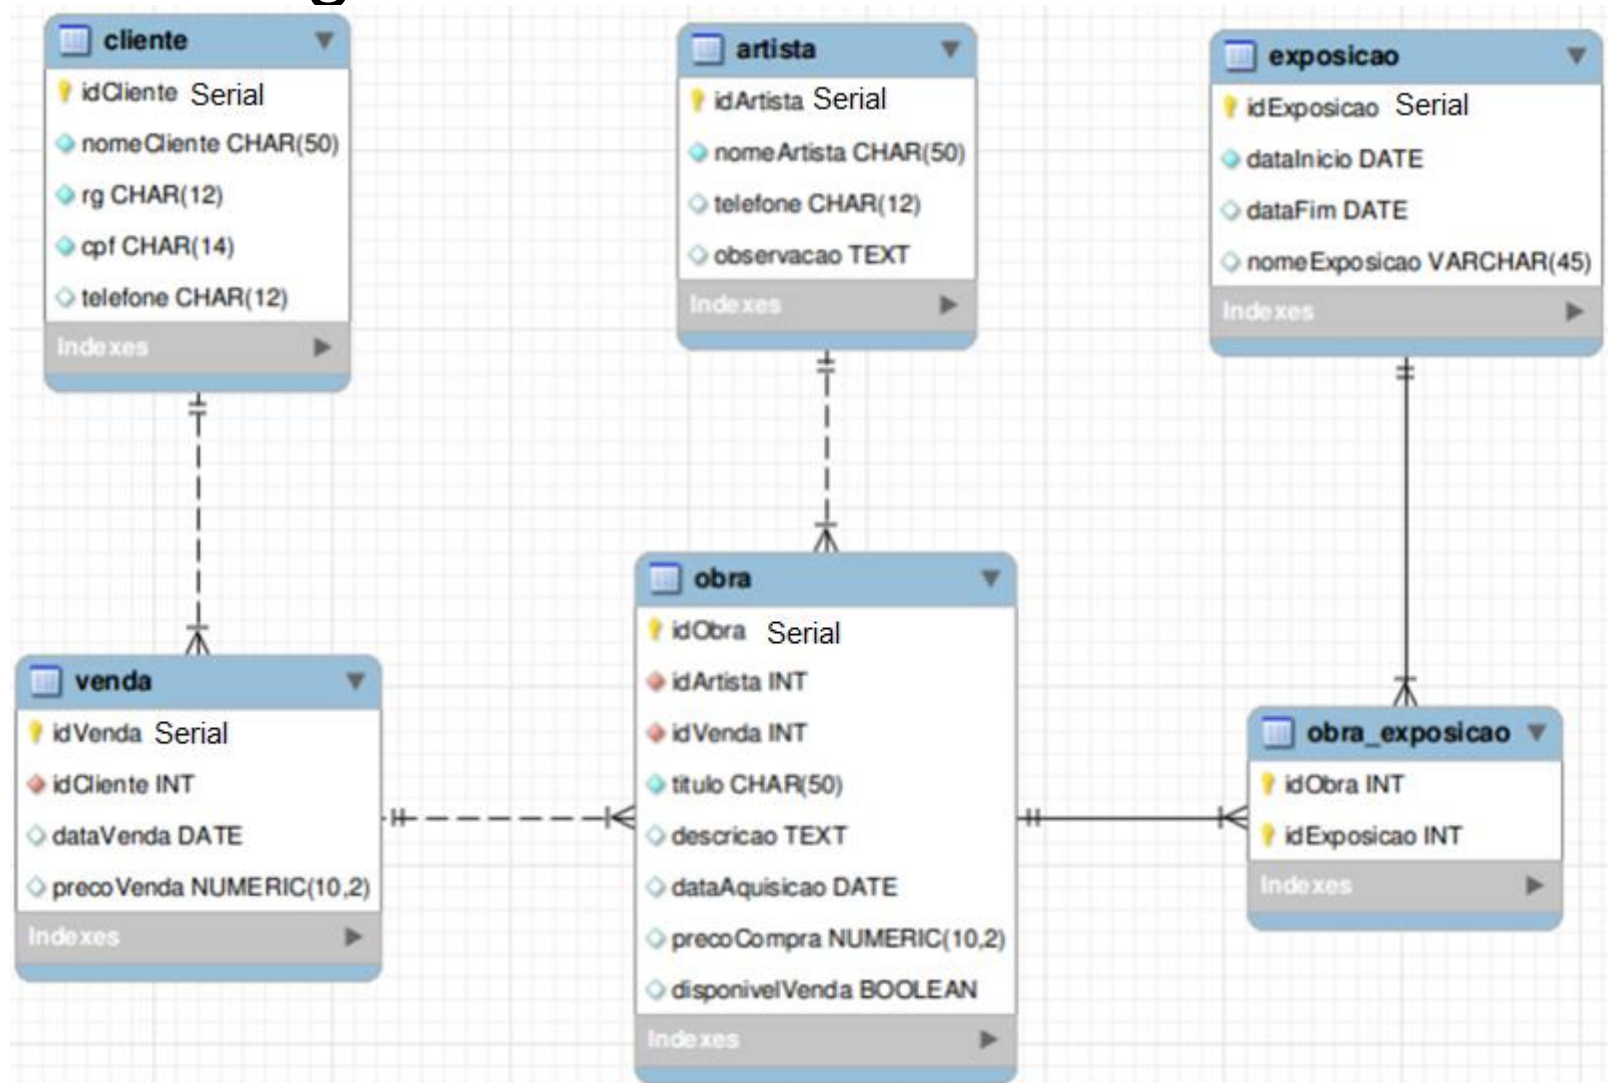 cliente
idCliente Serial
nomeCliente CHAR(50)
rg CHAR(12)
cpf CHAR(14)
telefone CHAR(12)
Indexes
artista
idArtista Serial
nomeArtista CHAR(50)
telefone CHAR(12)
observacao TEXT
Indexes
exposicao
idExposicao Serial
dataInicio DATE
dataFim DATE
nomeExposicao VARCHAR(45)
Indexes
venda
idVenda Serial
idCliente INT
dataVenda DATE
precoVenda NUMERIC(10,2)
Indexes
obra
idObra Serial
idArtista INT
idVenda INT
titulo CHAR(50)
descricao TEXT
dataAquisicao DATE
precoCompra NUMERIC(10,2)
disponivelVenda BOOLEAN
Indexes
obra_exposicao
idObra INT
idExposicao INT
Indexes